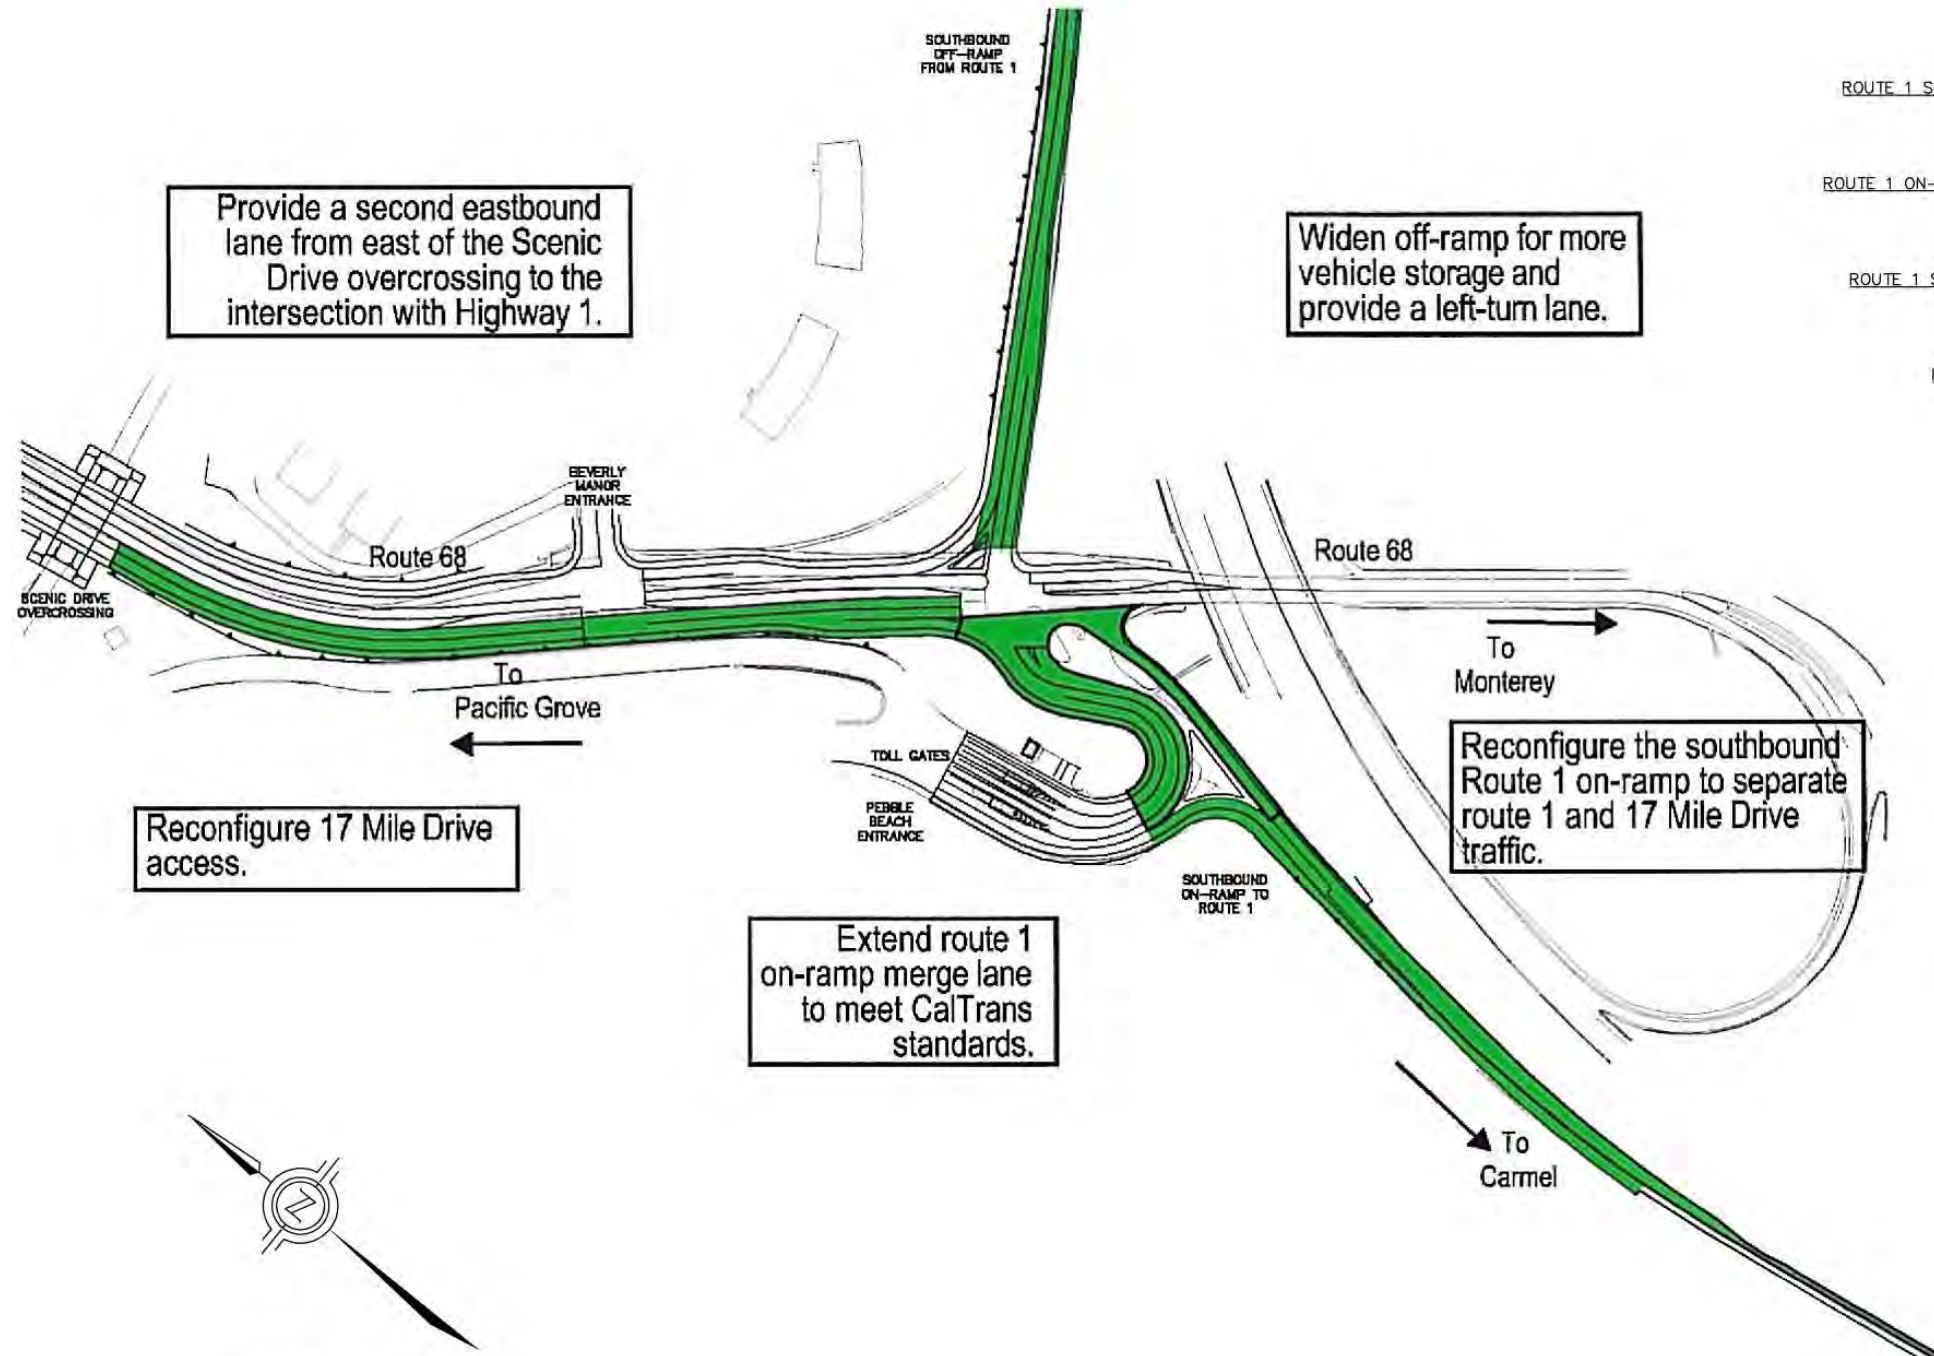 SOUTHBOUND
OFF-RAMP
FROM ROUTE 1
ROUTE 1
ROUTE 1 ON-
ROUTE 1
Provide a second eastbound
lane from east of the Scenic
Drive overcrossing to the
intersection with Highway 1.
Widen off-ramp for more
vehicle storage and
provide a left-turn lane.
BEVERLY
MANOR
ENTRANCE
Route 68
Route 68
SCENIC DRIVE
OVERCROSSING
To
Monterey
To
Pacific Grove
TOLL GATES
PEBBLE
BEACH
ENTRANCE
Reconfigure the southbound
Route 1 on-ramp to separate
route 1 and 17 Mile Drive
traffic.
Reconfigure 17 Mile Drive
access.
SOUTHBOUND
ON-RAMP TO
ROUTE 1
Extend route 1
on-ramp merge lane
to meet CalTrans
standards.
To
Carmel
N